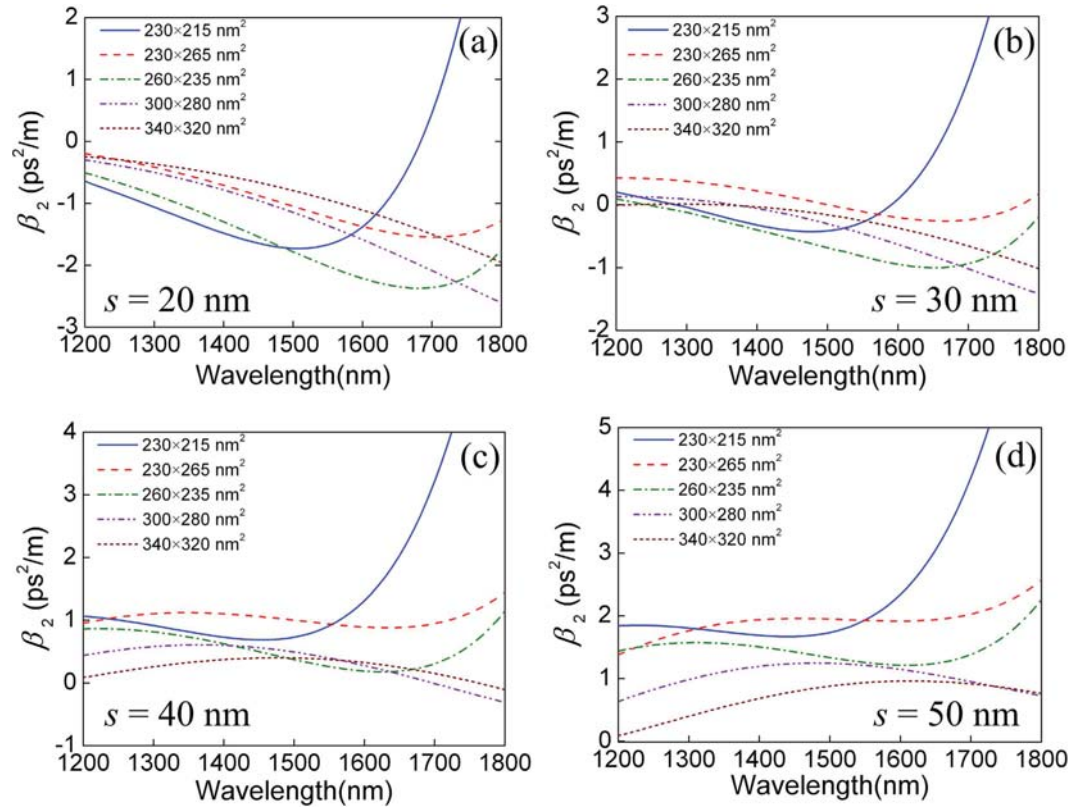 (a)
230×215 nm²
230×265 nm²
260×235 nm²
300×280 nm²
340×320 nm²
s = 20 nm
β₂ (ps²/m)
2
1
0
-1
-2
-3
1200 1300 1400 1500 1600 1700 1800
Wavelength(nm)
(b)
230×215 nm²
230×265 nm²
260×235 nm²
300×280 nm²
340×320 nm²
s = 30 nm
β₂ (ps²/m)
3
2
1
0
-1
-2
1200 1300 1400 1500 1600 1700 1800
Wavelength(nm)
(c)
230×215 nm²
230×265 nm²
260×235 nm²
300×280 nm²
340×320 nm²
s = 40 nm
β₂ (ps²/m)
4
3
2
1
0
-1
1200 1300 1400 1500 1600 1700 1800
Wavelength(nm)
(d)
230×215 nm²
230×265 nm²
260×235 nm²
300×280 nm²
340×320 nm²
s = 50 nm
β₂ (ps²/m)
5
4
3
2
1
0
1200 1300 1400 1500 1600 1700 1800
Wavelength(nm)